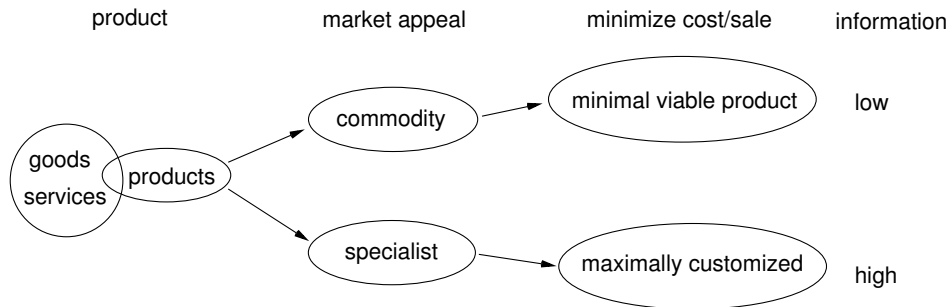 product market appeal minimize cost/sale information
commodity minimal viable product low
goods
services products
specialist maximally customized high